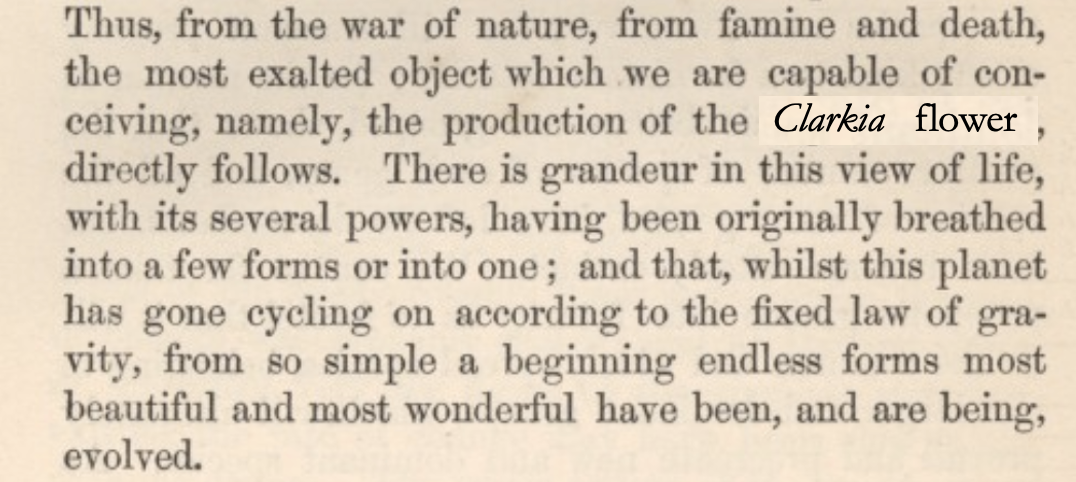 Thus, from the war of nature, from famine and death,
the most exalted object which we are capable of con-
ceiving, namely, the production of the Clarkia flower ,
directly follows. There is grandeur in this view of life,
with its several powers, having been originally breathed
into a few forms or into one; and that, whilst this planet
has gone cycling on according to the fixed law of gra-
vity, from so simple a beginning endless forms most
beautiful and most wonderful have been, and are being,
evolved.